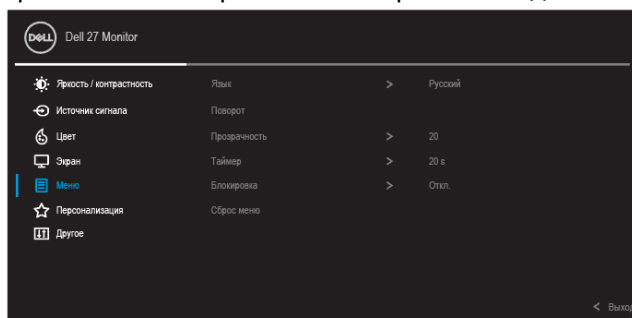 DELL Dell 27 Monitor
Яркость / контрастность Язык > Русский
Источник сигнала Поворот
Цвет Прозрачность > 20
Экран Таймер > 20 s
Меню Блокировка > Откл.
Персонализация Сброс меню
Другое
< Выход